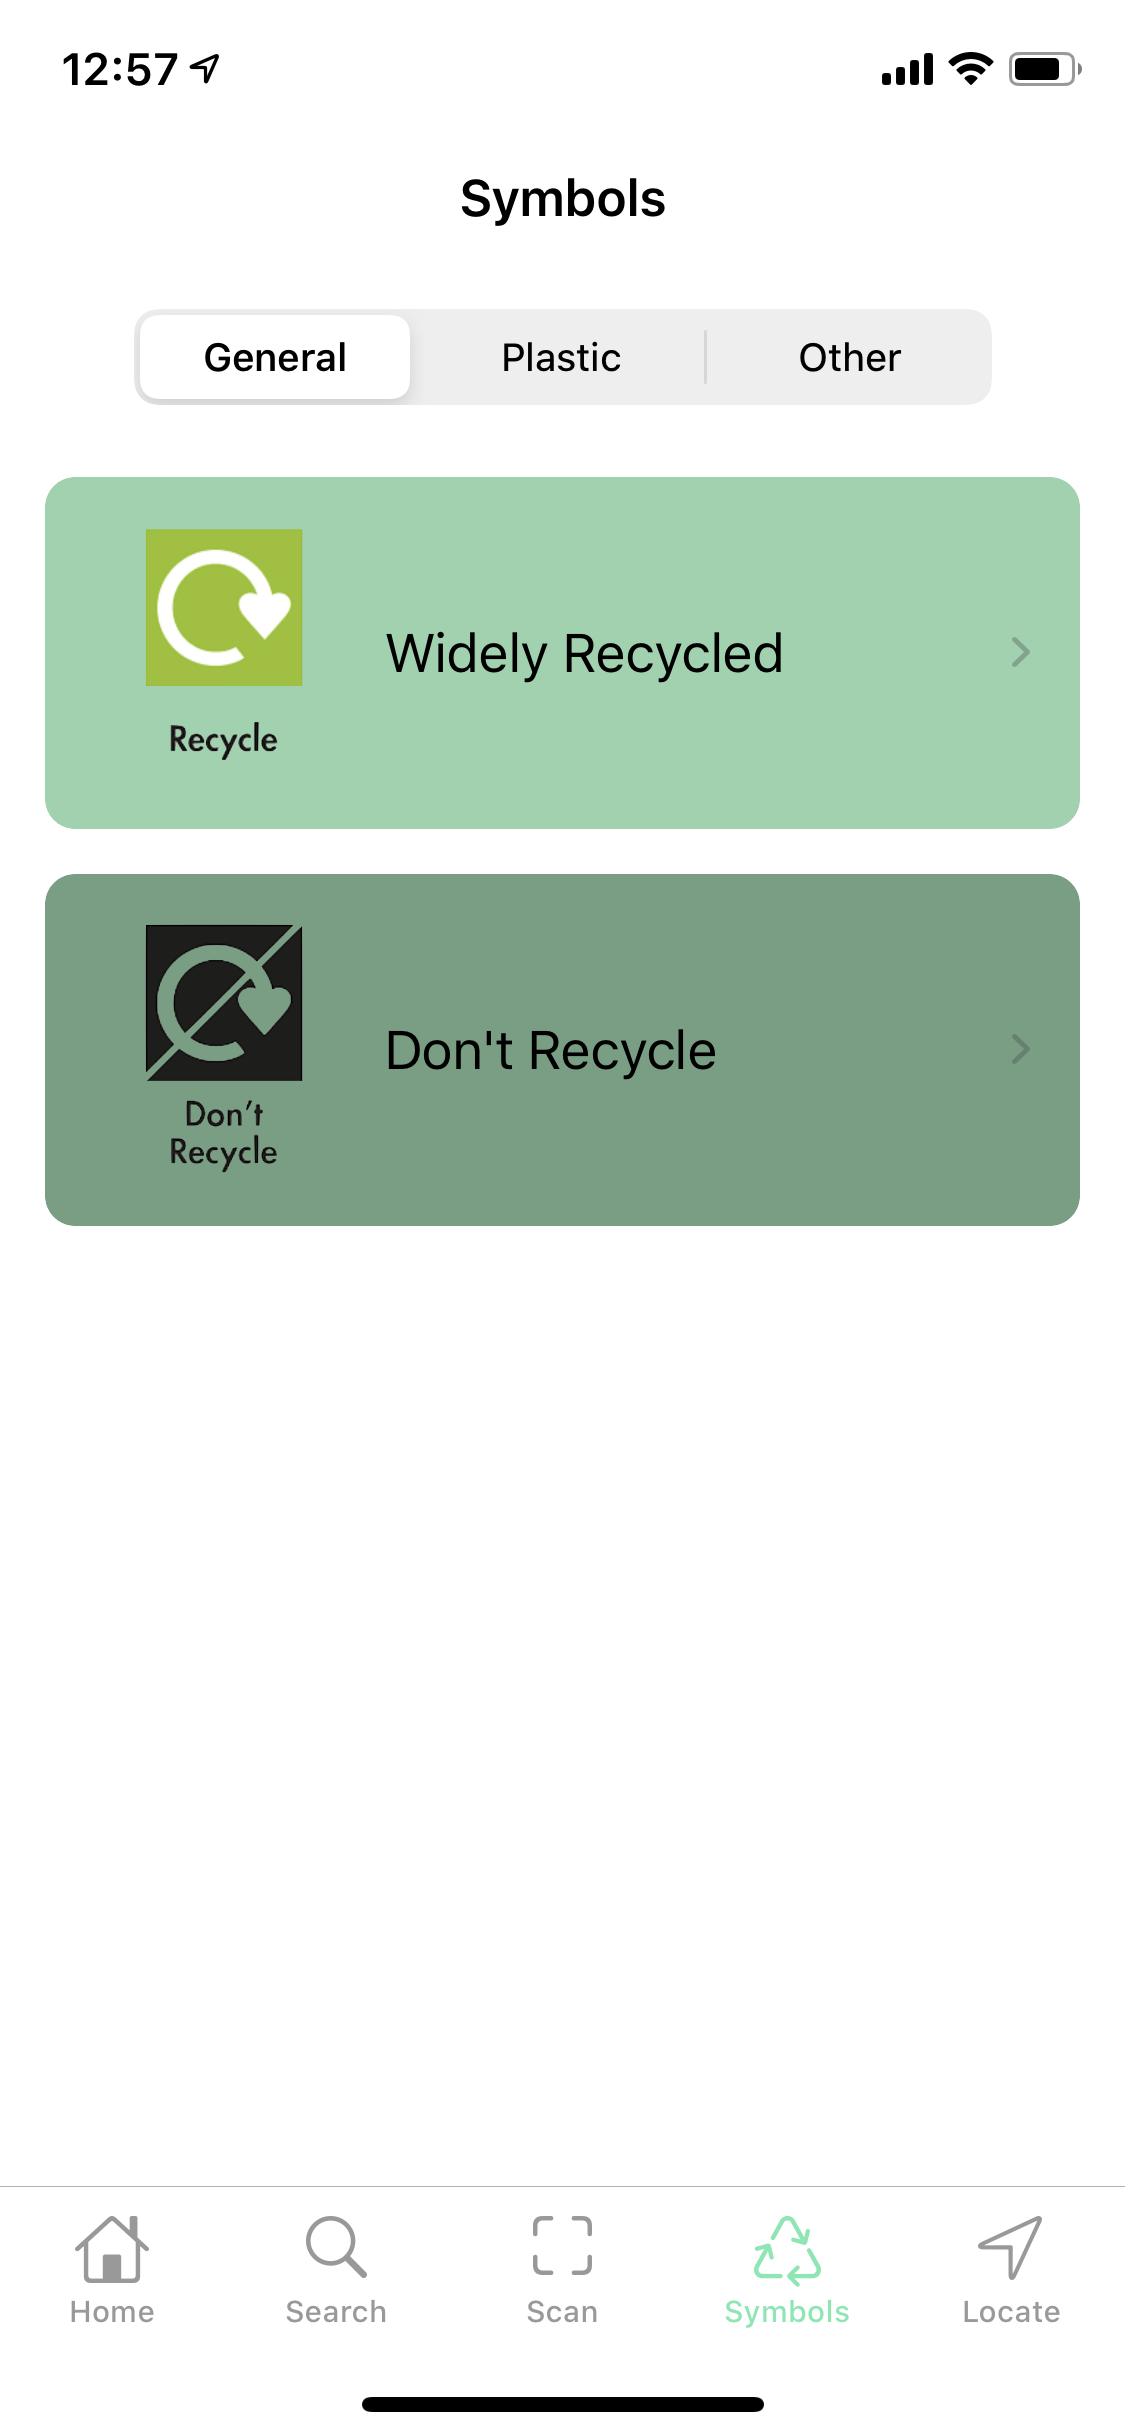 12:57
Symbols
General Plastic Other
Recycle
Widely Recycled
Don't
Recycle
Don't Recycle
Home Search Scan Symbols Locate